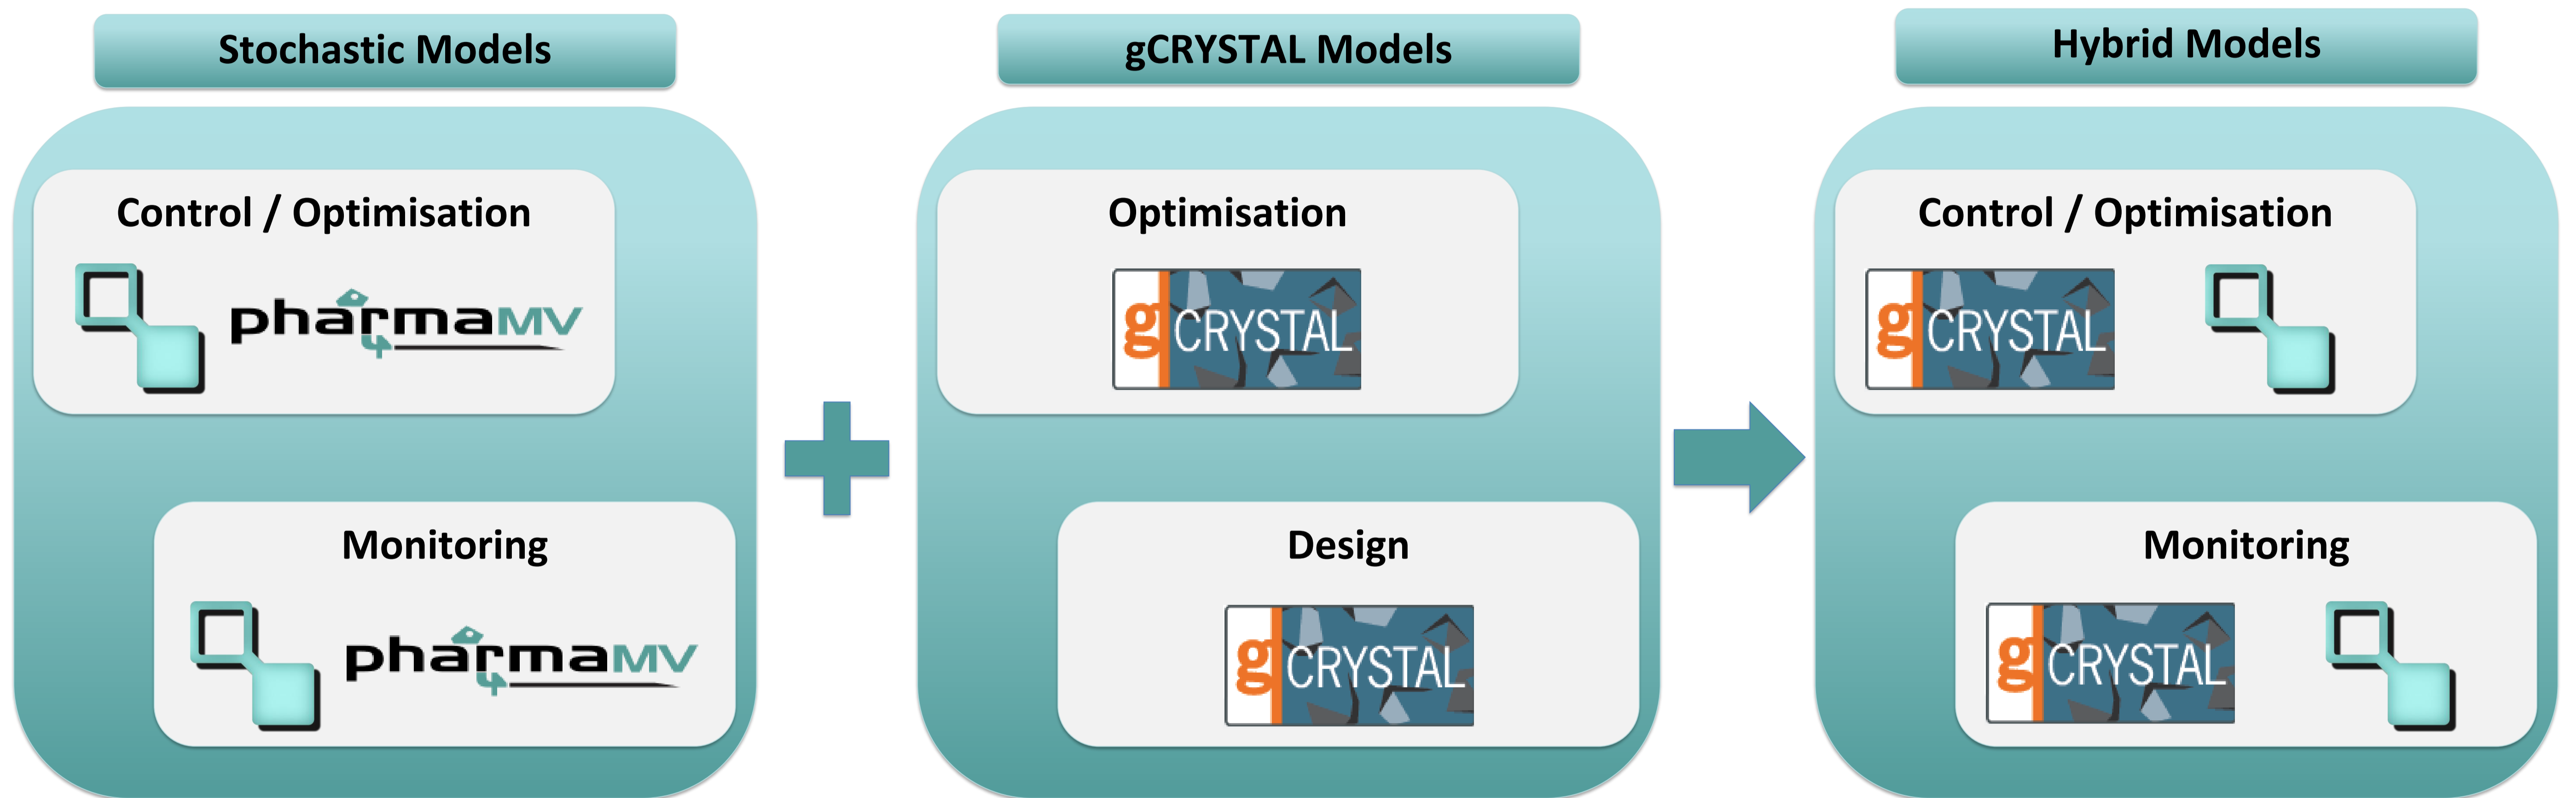 Stochastic Models
Control / Optimisation
pharmaMV
Monitoring
pharmaMV
gCRYSTAL Models
Optimisation
gCRYSTAL
Design
gCRYSTAL
Hybrid Models
Control / Optimisation
gCRYSTAL
Monitoring
gCRYSTAL